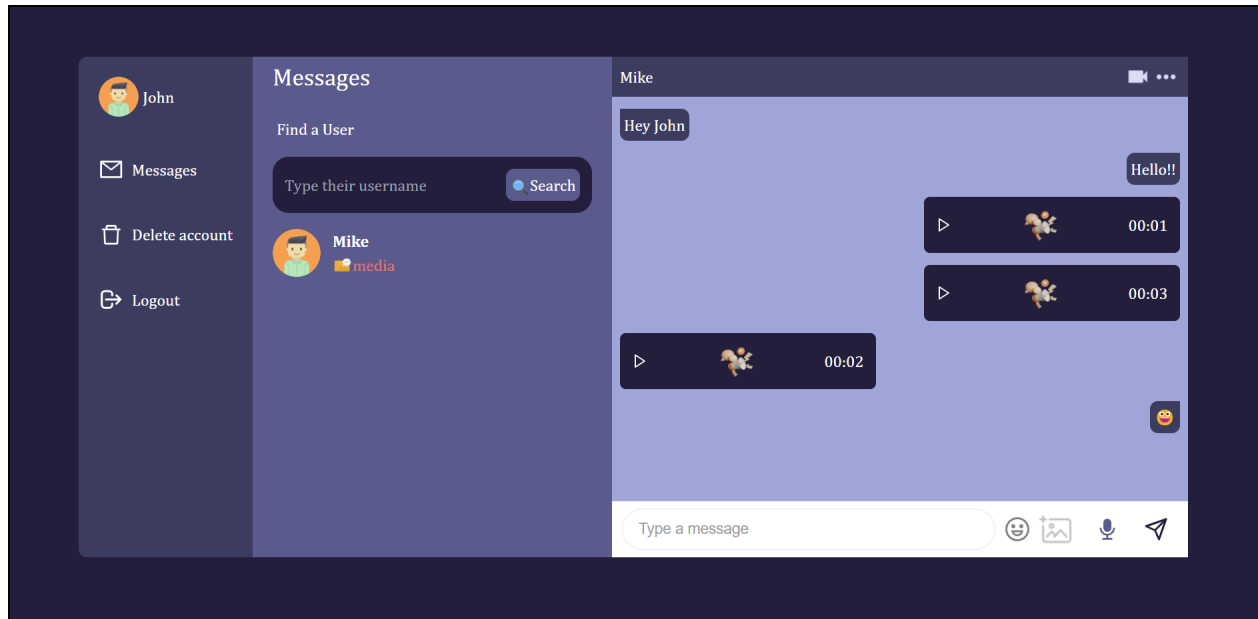 John
Messages
Delete account
Logout
Messages
Find a User
Type their username
Search
Mike
media
Mike
Hey John
Hello!!
00:01
00:03
00:02
Type a message